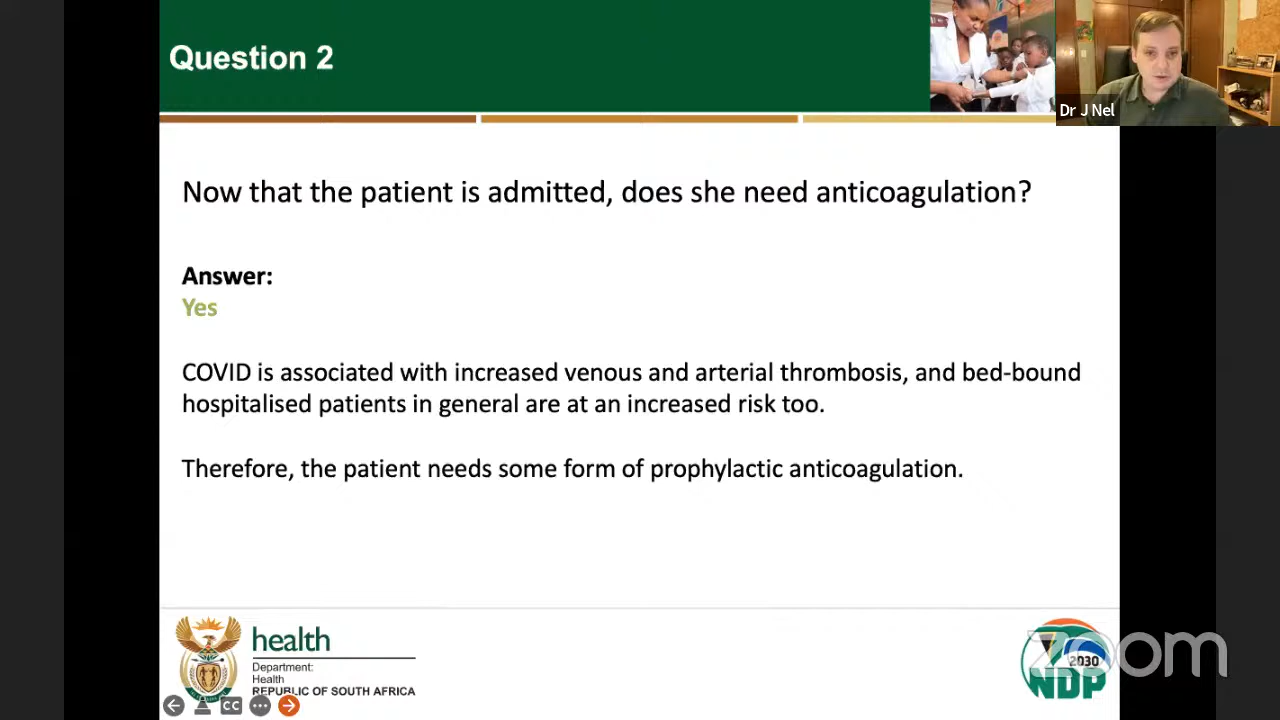 Question 2
Dr J Nel
Now that the patient is admitted, does she need anticoagulation?
Answer:
Yes
COVID is associated with increased venous and arterial thrombosis, and bed-bound
hospitalised patients in general are at an increased risk too.
Therefore, the patient needs some form of prophylactic anticoagulation.
health
Department:
Health
REPUBLIC OF SOUTH AFRICA
CC
2030
NDP
zoom